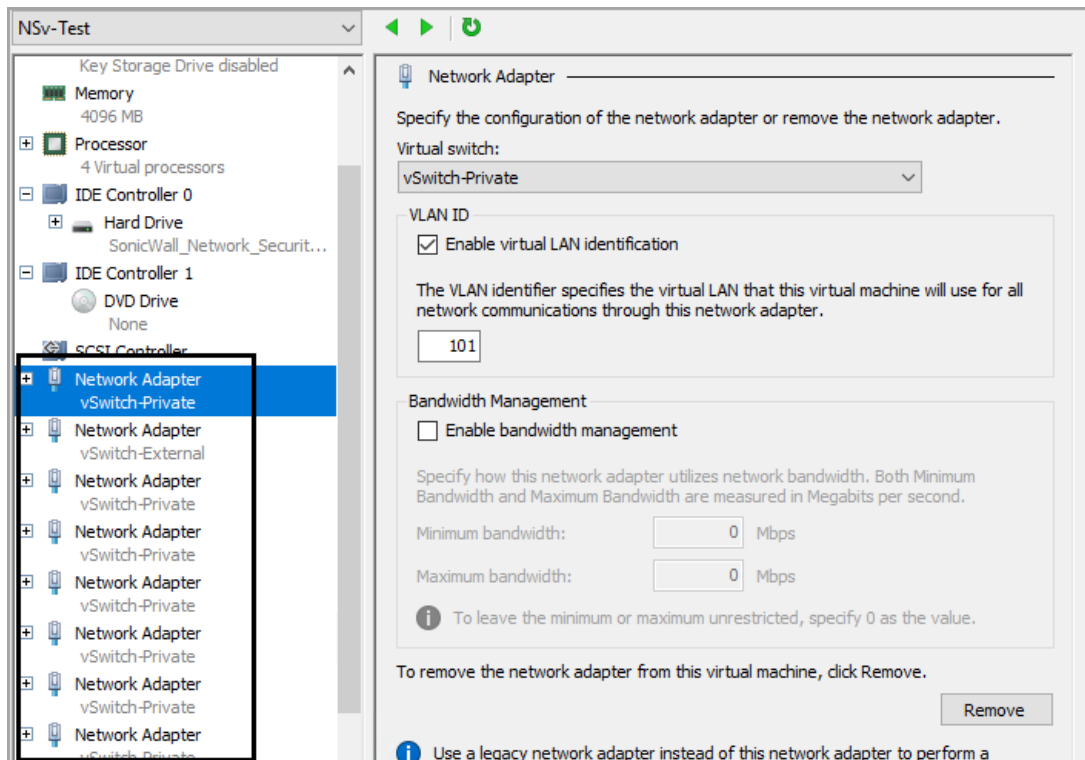 NSv-Test
Key Storage Drive disabled
Memory
4096 MB
Processor
4 Virtual processors
IDE Controller 0
Hard Drive
SonicWall_Network_Securit...
IDE Controller 1
DVD Drive
None
SCSI Controller
Network Adapter
vSwitch-Private
Network Adapter
vSwitch-External
Network Adapter
vSwitch-Private
Network Adapter
vSwitch-Private
Network Adapter
vSwitch-Private
Network Adapter
vSwitch-Private
Network Adapter
vSwitch-Private
Network Adapter
vSwitch-Private
Network Adapter
Specify the configuration of the network adapter or remove the network adapter.
Virtual switch:
vSwitch-Private
VLAN ID
Enable virtual LAN identification
The VLAN identifier specifies the virtual LAN that this virtual machine will use for all
network communications through this network adapter.
101
Bandwidth Management
Enable bandwidth management
Specify how this network adapter utilizes network bandwidth. Both Minimum
Bandwidth and Maximum Bandwidth are measured in Megabits per second.
Minimum bandwidth: 0 Mbps
Maximum bandwidth: 0 Mbps
To leave the minimum or maximum unrestricted, specify 0 as the value.
To remove the network adapter from this virtual machine, click Remove.
Remove
Use a legacy network adapter instead of this network adapter to perform a